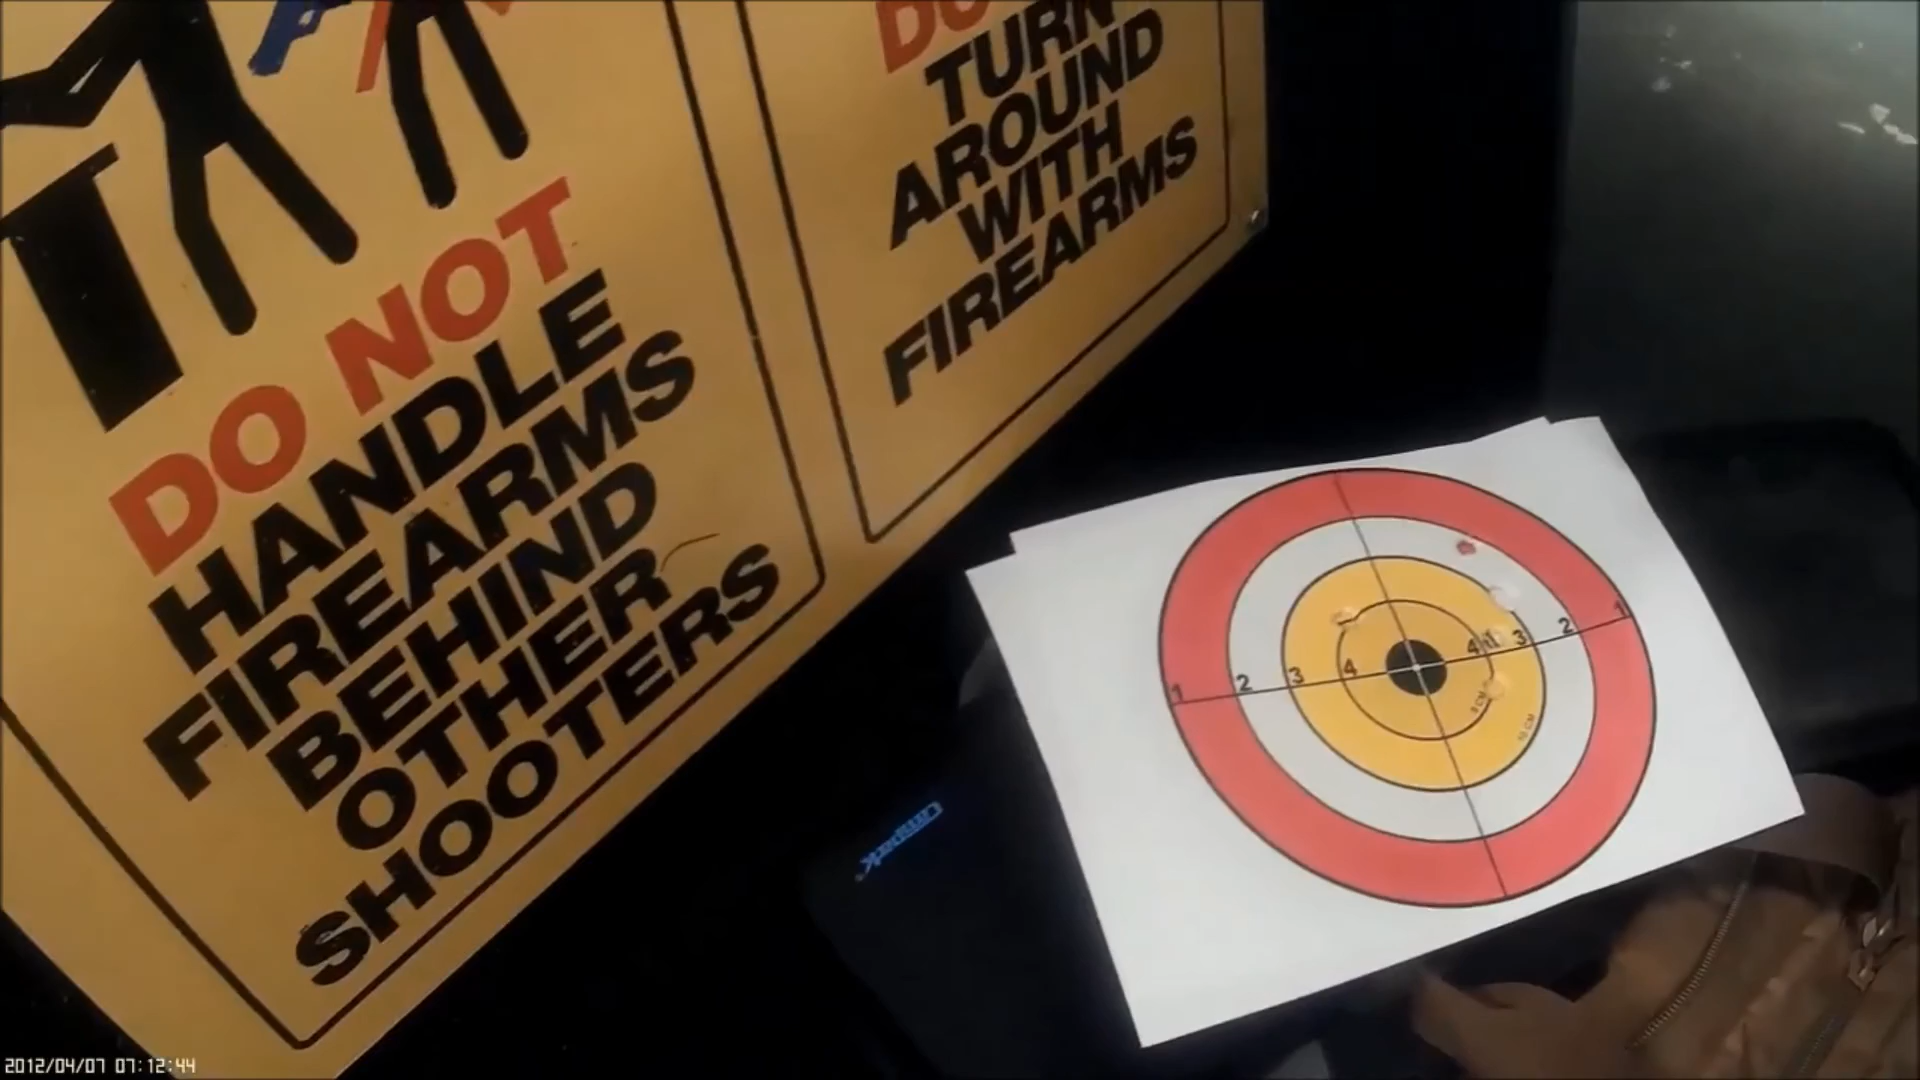 DO NOT
HANDLE
FIREARMS
BEHIND
OTHER
SHOOTERS
TURN
AROUND
WITH
FIREARMS
1 2 3 4 4 3 2 1
2012/04/07 07:12:44